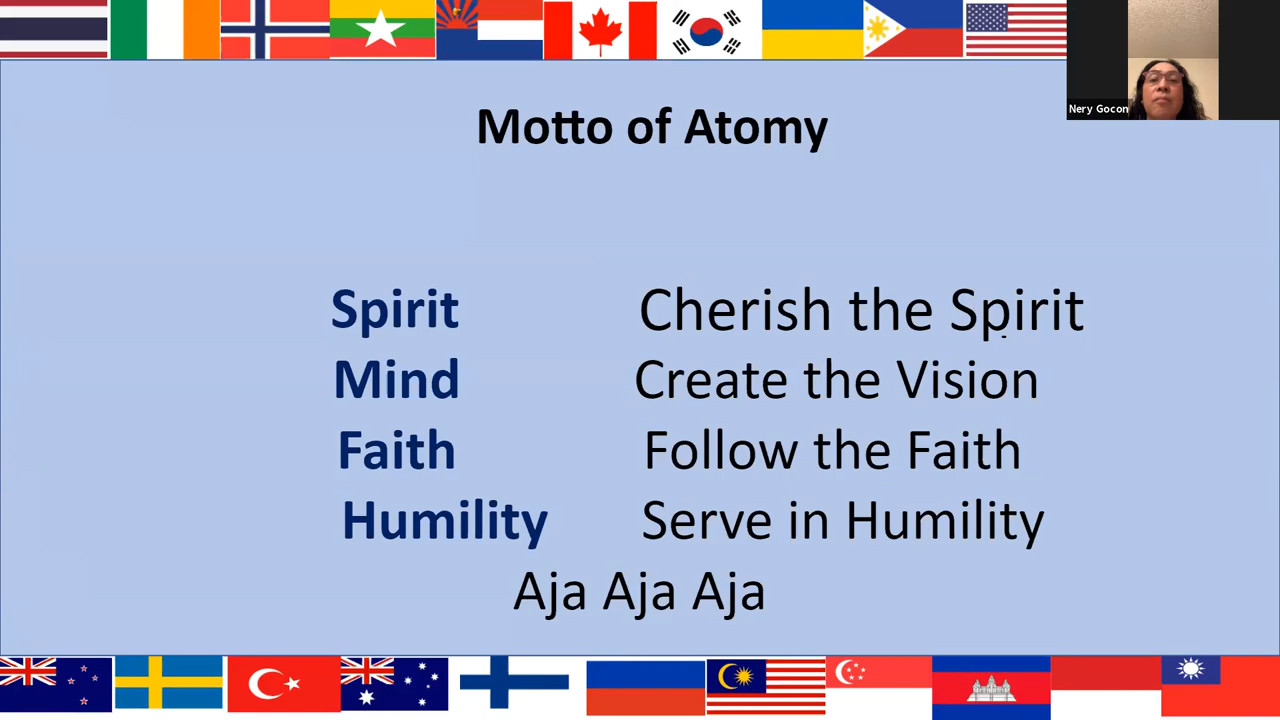 Nery Gocon
Motto of Atomy
Spirit Cherish the Spirit
Mind Create the Vision
Faith Follow the Faith
Humility Serve in Humility
Aja Aja Aja